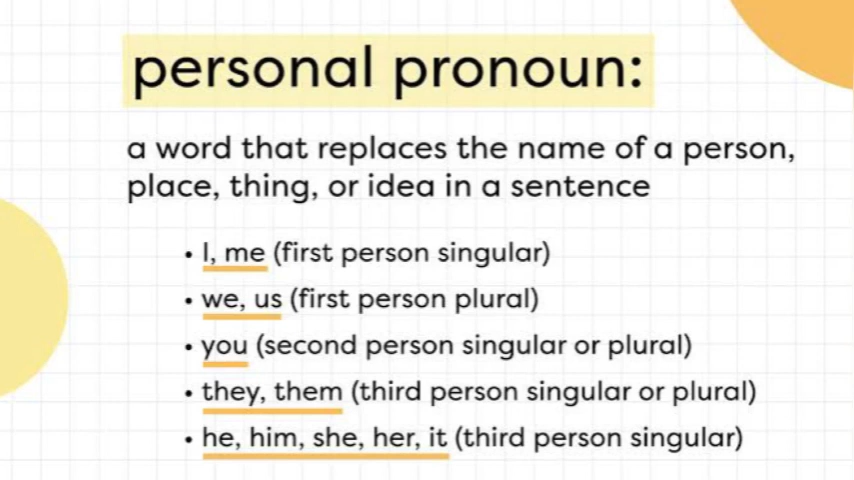 personal pronoun:
a word that replaces the name of a person,
place, thing, or idea in a sentence
• I, me (first person singular)
• we, us (first person plural)
• you (second person singular or plural)
• they, them (third person singular or plural)
• he, him, she, her, it (third person singular)